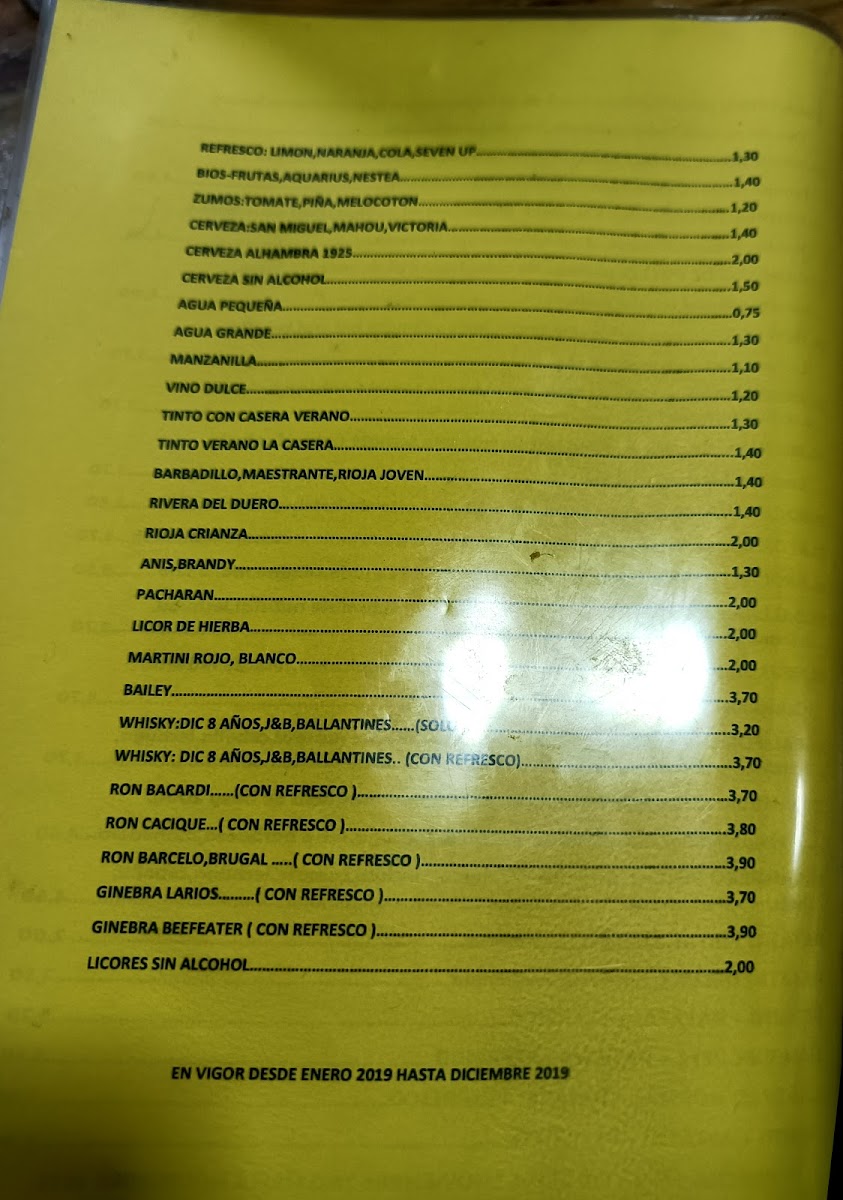 REFRESCO: LIMON,NARANJA,COLA,SEVEN UP........1,30
BIOS-FRUTAS,AQUARIUS,NESTEA........1,40
ZUMOS:TOMATE,PIÑA,MELOCOTON........1,20
CERVEZA:SAN MIGUEL,MAHOU,VICTORIA........1,40
CERVEZA ALHAMBRA 1925........2,00
CERVEZA SIN ALCOHOL........1,50
AGUA PEQUEÑA........0,75
AGUA GRANDE........1,30
MANZANILLA........1,10
VINO DULCE........1,20
TINTO CON CASERA VERANO........1,30
TINTO VERANO LA CASERA........1,40
BARBADILLO,MAESTRANTE,RIOJA JOVEN........1,40
RIVERA DEL DUERO........1,40
RIOJA CRIANZA........2,00
ANIS,BRANDY........1,30
PACHARAN........2,00
LICOR DE HIERBA........2,00
MARTINI ROJO, BLANCO........2,00
BAILEY........3,70
WHISKY:DIC 8 AÑOS,J&B,BALLANTINES......(SOLO........3,20
WHISKY: DIC 8 AÑOS,J&B,BALLANTINES.. (CON REFRESCO)........3,70
RON BACARDI......(CON REFRESCO )........3,70
RON CACIQUE...( CON REFRESCO )........3,80
RON BARCELO,BRUGAL .....( CON REFRESCO )........3,90
GINEBRA LARIOS.........( CON REFRESCO )........3,70
GINEBRA BEEFEATER ( CON REFRESCO )........3,90
LICORES SIN ALCOHOL........2,00
EN VIGOR DESDE ENERO 2019 HASTA DICIEMBRE 2019